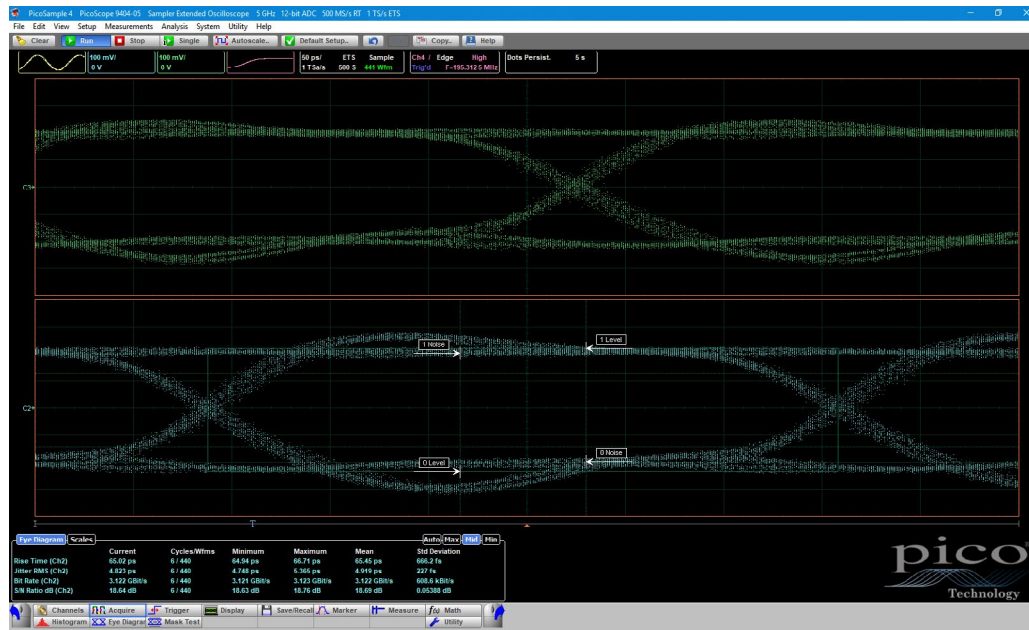 PicoSample 4 PicoScope 9404-05 Sampler Extended Oscilloscope 5 GHz 12-bit ADC 500 MS/s RT 1 TS/s ETS
File Edit View Setup Measurements Analysis System Utility Help
Clear Run Stop Single Autoscale.. Default Setup.. Copy.. Help
100 mV/ 100 mV/ 50 ps/ ETS Sample Ch4 / Edge High Dots Persist. 5 s
0 V 0 V 1 TSa/s 500 S 441 Wfm Trig'd F~195.312 5 MHz
C3
1 Noise 1 Level
C2
0 Level 0 Noise
T
Eye Diagram Scales Auto Max Mid Min
Current Cycles/Wfms Minimum Maximum Mean Std Deviation
Rise Time (Ch2) 65.02 ps 6 / 440 64.94 ps 66.71 ps 65.45 ps 666.2 fs
Jitter RMS (Ch2) 4.823 ps 6 / 440 4.748 ps 5.365 ps 4.919 ps 227 fs
Bit Rate (Ch2) 3.122 GBit/s 6 / 440 3.121 GBit/s 3.123 GBit/s 3.122 GBit/s 608.6 kBit/s
S/N Ratio dB (Ch2) 18.64 dB 6 / 440 18.63 dB 18.76 dB 18.69 dB 0.05388 dB
pico
Technology
Channels Acquire Trigger Display Save/Recall Marker Measure f(x) Math
Histogram Eye Diagram Mask Test Utility